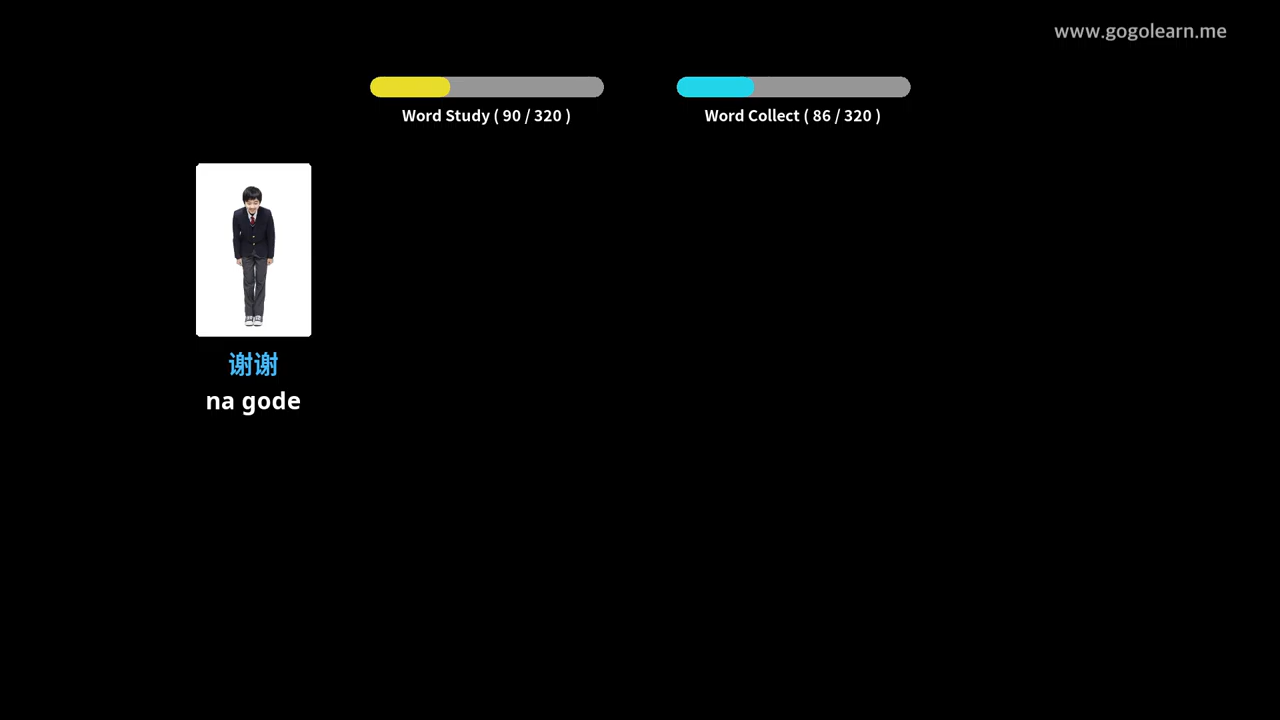 www.gogolearn.me
Word Study ( 90 / 320 )
Word Collect ( 86 / 320 )
谢谢
na gode